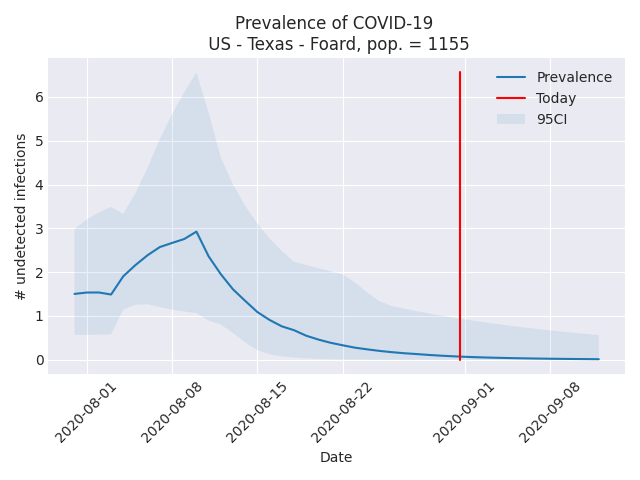 Prevalence of COVID-19
US - Texas - Foard, pop. = 1155
Prevalence
Today
95CI
# undetected infections
6
5
4
3
2
1
0
2020-08-01
2020-08-08
2020-08-15
2020-08-22
2020-09-01
2020-09-08
Date